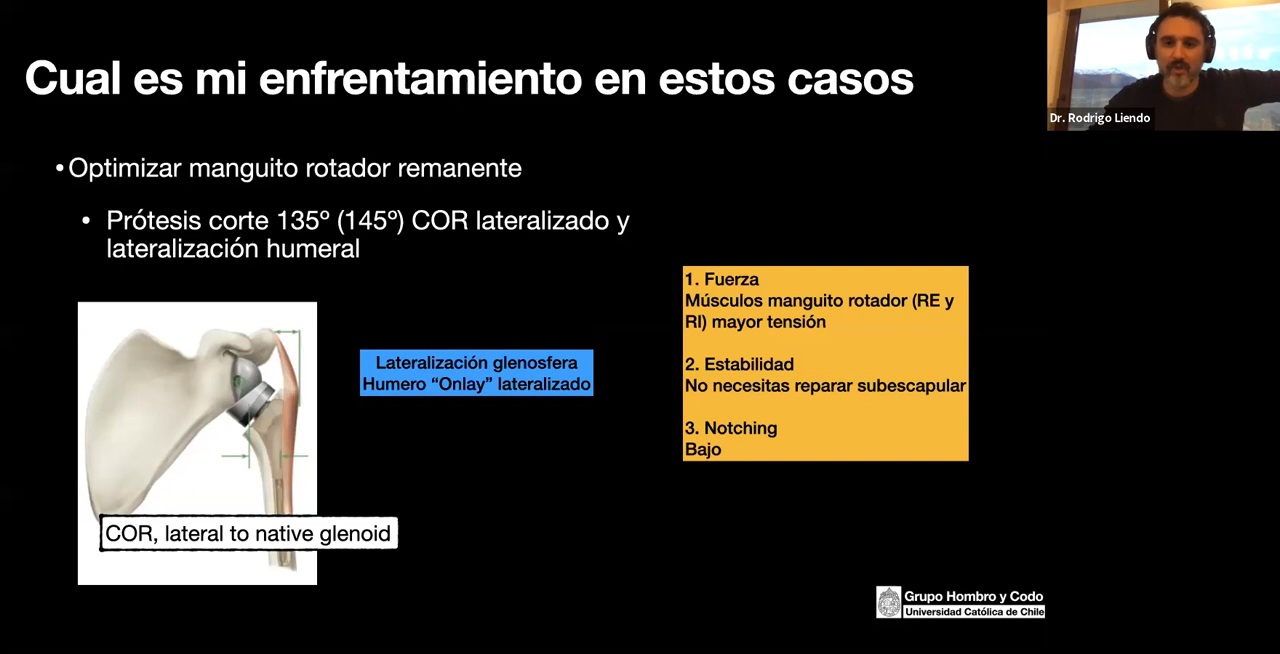 Cual es mi enfrentamiento en estos casos
Dr. Rodrigo Liendo
•Optimizar manguito rotador remanente
• Prótesis corte 135º (145º) COR lateralizado y
lateralización humeral
1. Fuerza
Músculos manguito rotador (RE y
RI) mayor tensión
Lateralización glenosfera
Humero “Onlay” lateralizado
2. Estabilidad
No necesitas reparar subescapular
3. Notching
Bajo
COR, lateral to native glenoid
Grupo Hombro y Codo
Universidad Católica de Chile